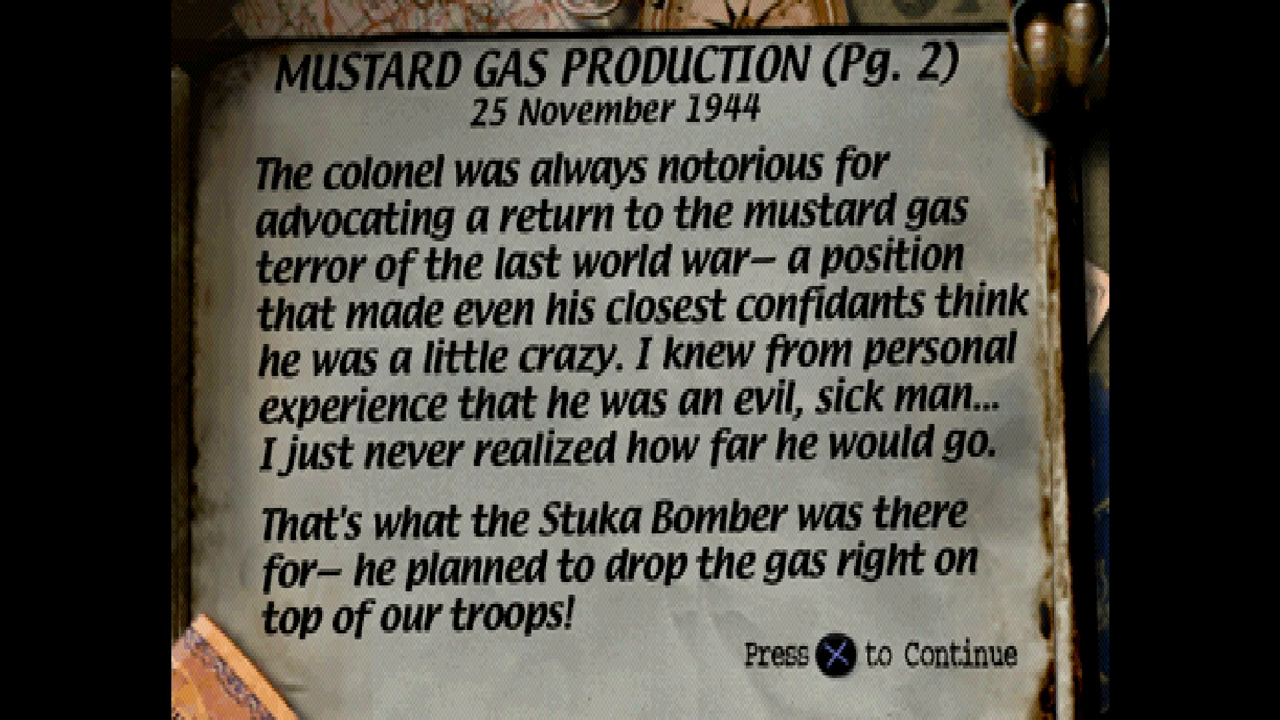 MUSTARD GAS PRODUCTION (Pg. 2)
25 November 1944
The colonel was always notorious for
advocating a return to the mustard gas
terror of the last world war– a position
that made even his closest confidants think
he was a little crazy. I knew from personal
experience that he was an evil, sick man...
I just never realized how far he would go.
That's what the Stuka Bomber was there
for– he planned to drop the gas right on
top of our troops!
Press X to Continue